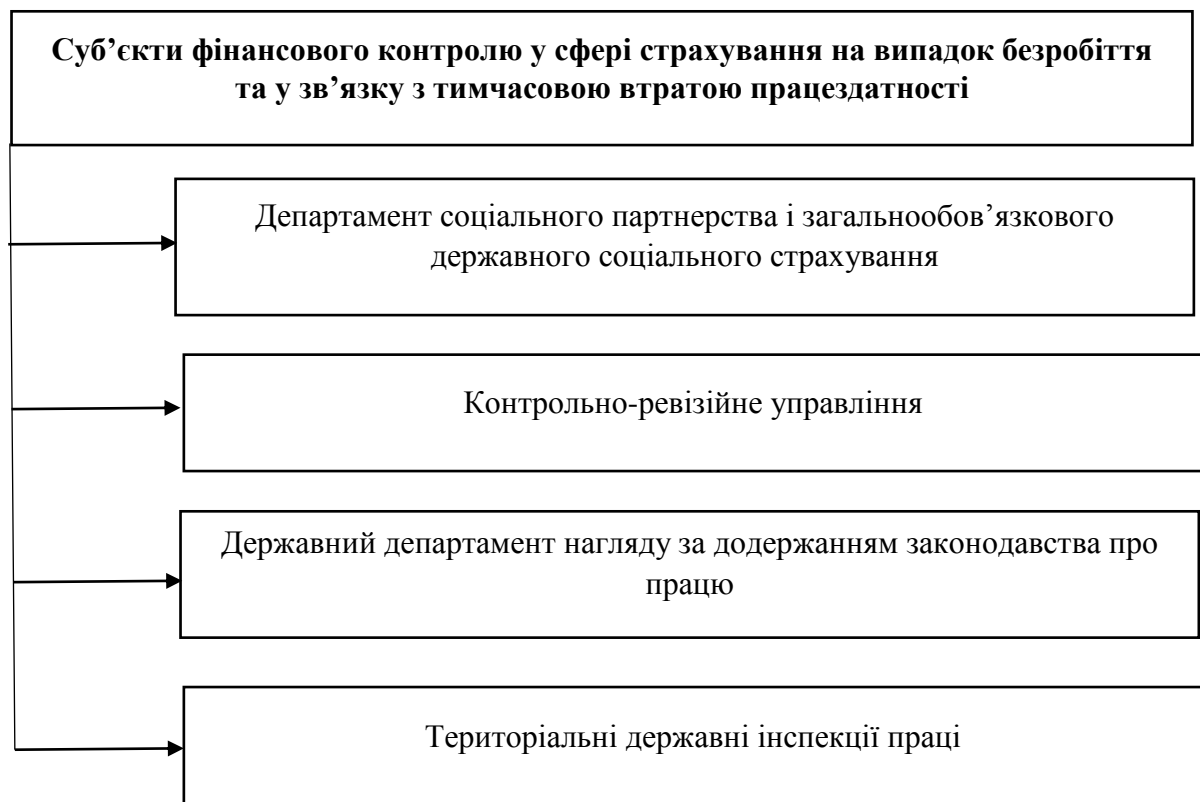 Суб’єкти фінансового контролю у сфері страхування на випадок безробіття
та у зв’язку з тимчасовою втратою працездатності
Департамент соціального партнерства і загальнообов’язкового
державного соціального страхування
Контрольно-ревізійне управління
Державний департамент нагляду за додержанням законодавства про
працю
Територіальні державні інспекції праці